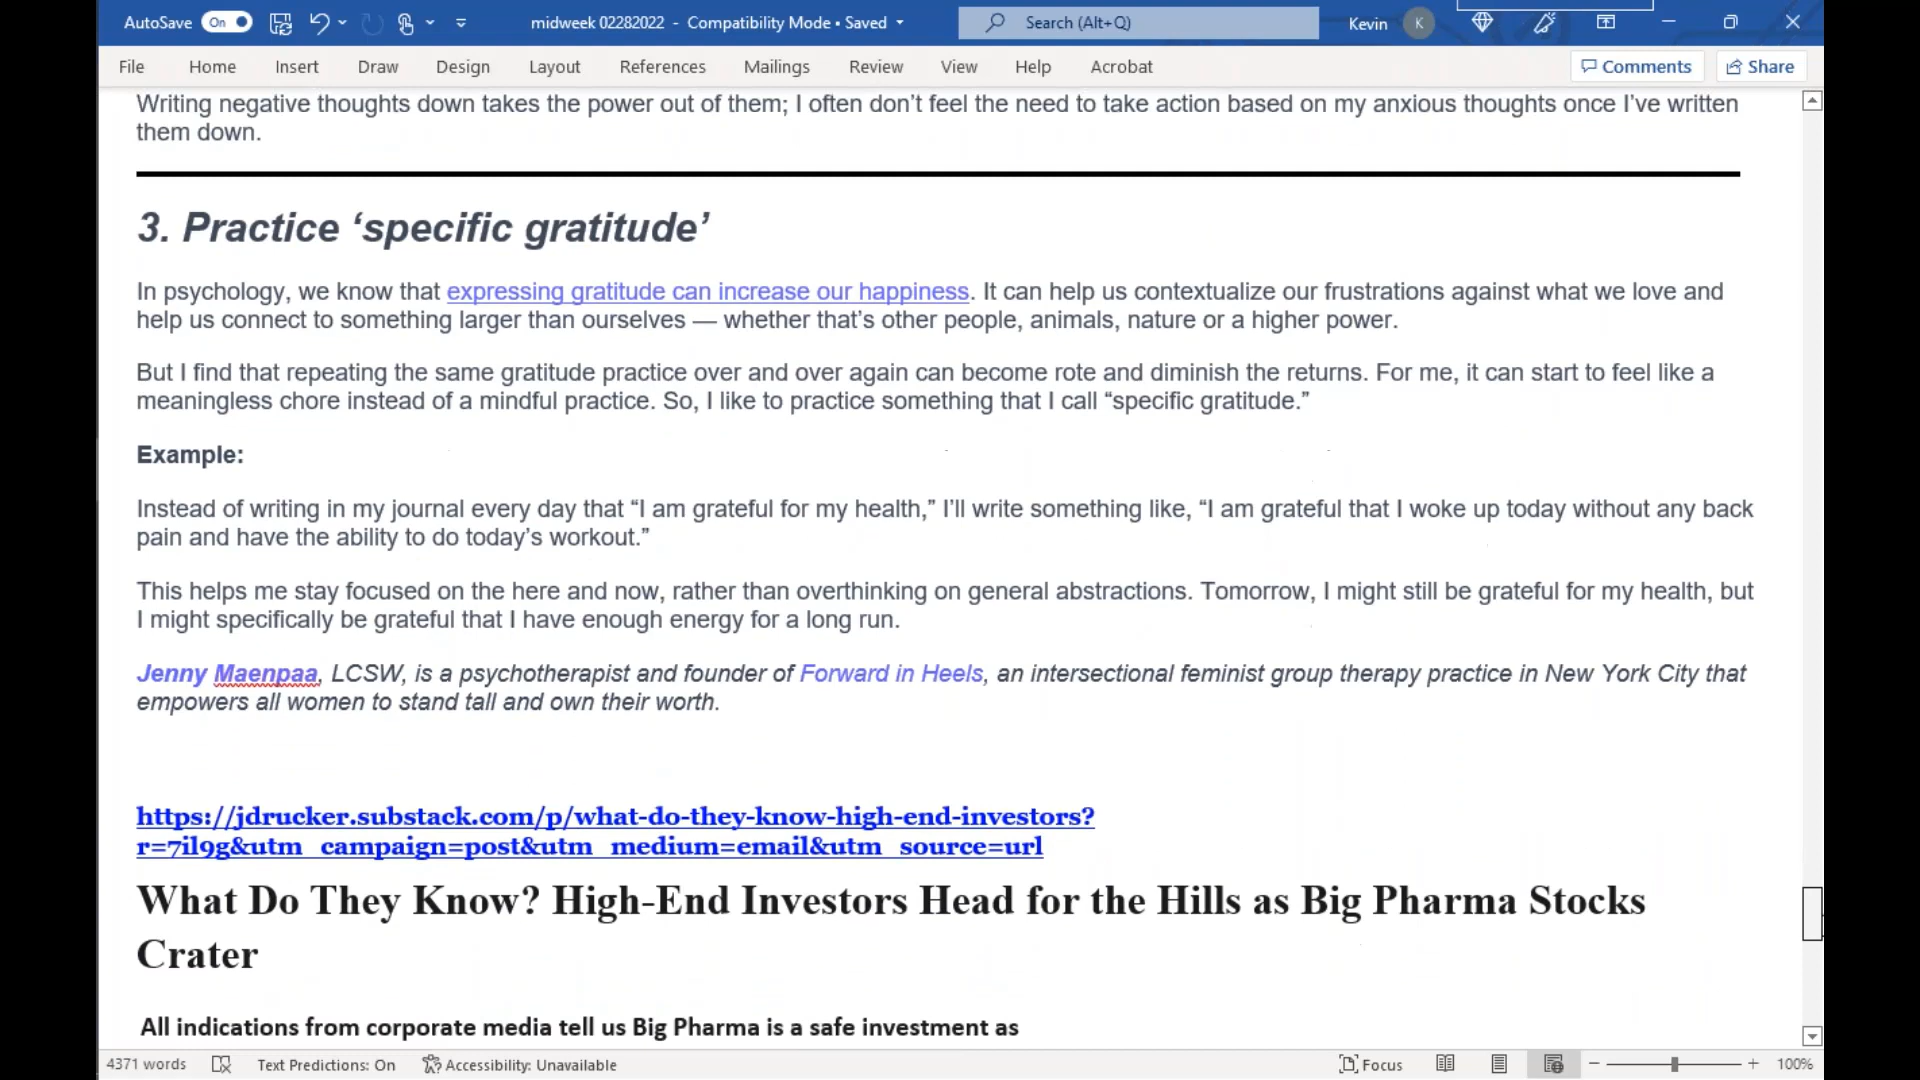 AutoSave On midweek 02282022 - Compatibility Mode • Saved Search (Alt+Q) Kevin K
File Home Insert Draw Design Layout References Mailings Review View Help Acrobat Comments Share
Writing negative thoughts down takes the power out of them; I often don’t feel the need to take action based on my anxious thoughts once I’ve written
them down.
3. Practice ‘specific gratitude’
In psychology, we know that expressing gratitude can increase our happiness. It can help us contextualize our frustrations against what we love and
help us connect to something larger than ourselves — whether that’s other people, animals, nature or a higher power.
But I find that repeating the same gratitude practice over and over again can become rote and diminish the returns. For me, it can start to feel like a
meaningless chore instead of a mindful practice. So, I like to practice something that I call “specific gratitude.”
Example:
Instead of writing in my journal every day that “I am grateful for my health,” I’ll write something like, “I am grateful that I woke up today without any back
pain and have the ability to do today’s workout.”
This helps me stay focused on the here and now, rather than overthinking on general abstractions. Tomorrow, I might still be grateful for my health, but
I might specifically be grateful that I have enough energy for a long run.
Jenny Maenpaa, LCSW, is a psychotherapist and founder of Forward in Heels, an intersectional feminist group therapy practice in New York City that
empowers all women to stand tall and own their worth.
https://jdrucker.substack.com/p/what-do-they-know-high-end-investors?
r=7il9g&utm_campaign=post&utm_medium=email&utm_source=url
What Do They Know? High-End Investors Head for the Hills as Big Pharma Stocks
Crater
All indications from corporate media tell us Big Pharma is a safe investment as
4371 words Text Predictions: On Accessibility: Unavailable Focus 100%